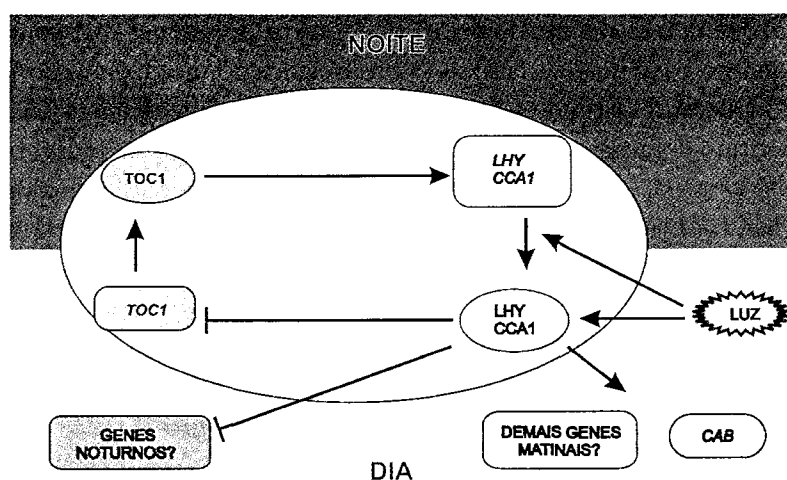 NOITE
TOC1
LHY
CCA1
TOC1
LHY
CCA1
LUZ
GENES
NOTURNOS?
DEMAIS GENES
MATINAIS?
CAB
DIA